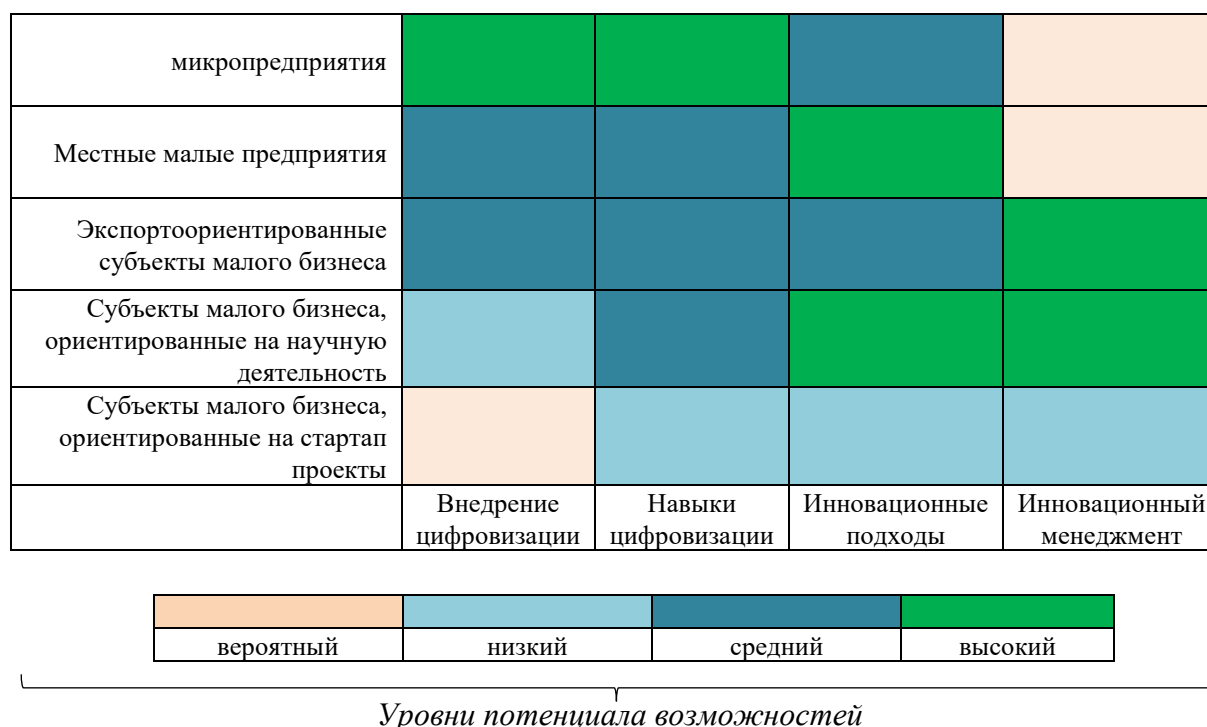 микропредприятия
Местные малые предприятия
Экспортоориентированные
субъекты малого бизнеса
Субъекты малого бизнеса,
ориентированные на научную
деятельность
Субъекты малого бизнеса,
ориентированные на стартап
проекты
Внедрение
цифровизации
Навыки
цифровизации
Инновационные
подходы
Инновационный
менеджмент
вероятный
низкий
средний
высокий
Уровни потенциала возможностей